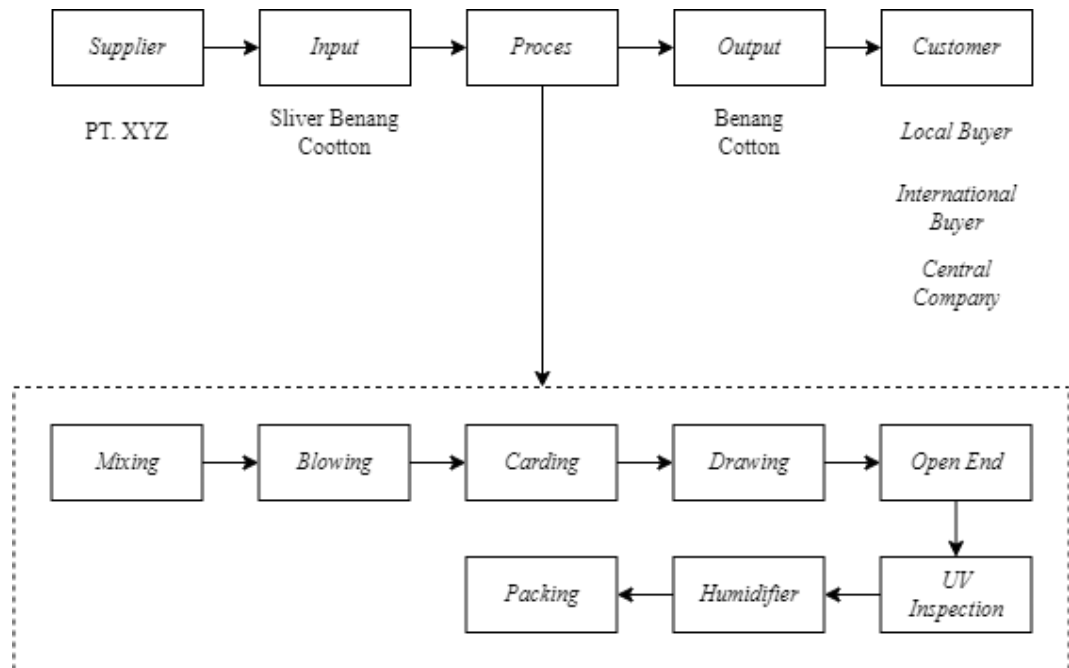 Supplier
Input
Proces
Output
Customer
PT. XYZ
Sliver Benang
Cootton
Benang
Cotton
Local Buyer
International
Buyer
Central
Company
Mixing
Blowing
Carding
Drawing
Open End
Packing
Humidifier
UV
Inspection